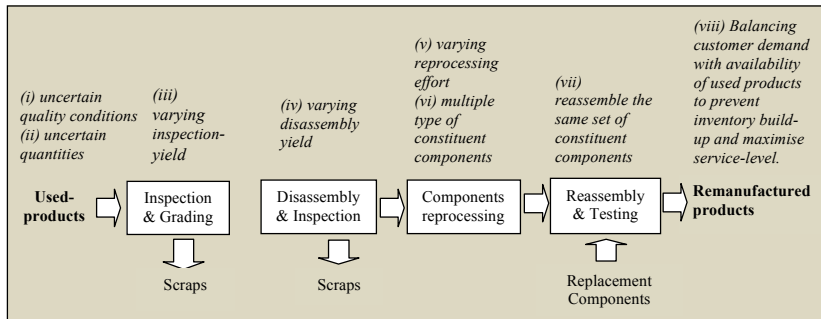 (i) uncertain
quality conditions
(ii) uncertain
quantities
(iii)
varying
inspection-
yield
(iv) varying
disassembly
yield
(v) varying
reprocessing
effort
(vi) multiple
type of
constituent
components
(vii)
reassemble the
same set of
constituent
components
(viii) Balancing
customer demand
with availability
of used products
to prevent
inventory build-
up and maximise
service-level.
Used-
products
Inspection
& Grading
Disassembly
& Inspection
Components
reprocessing
Reassembly
& Testing
Remanufactured
products
Scraps
Scraps
Replacement
Components